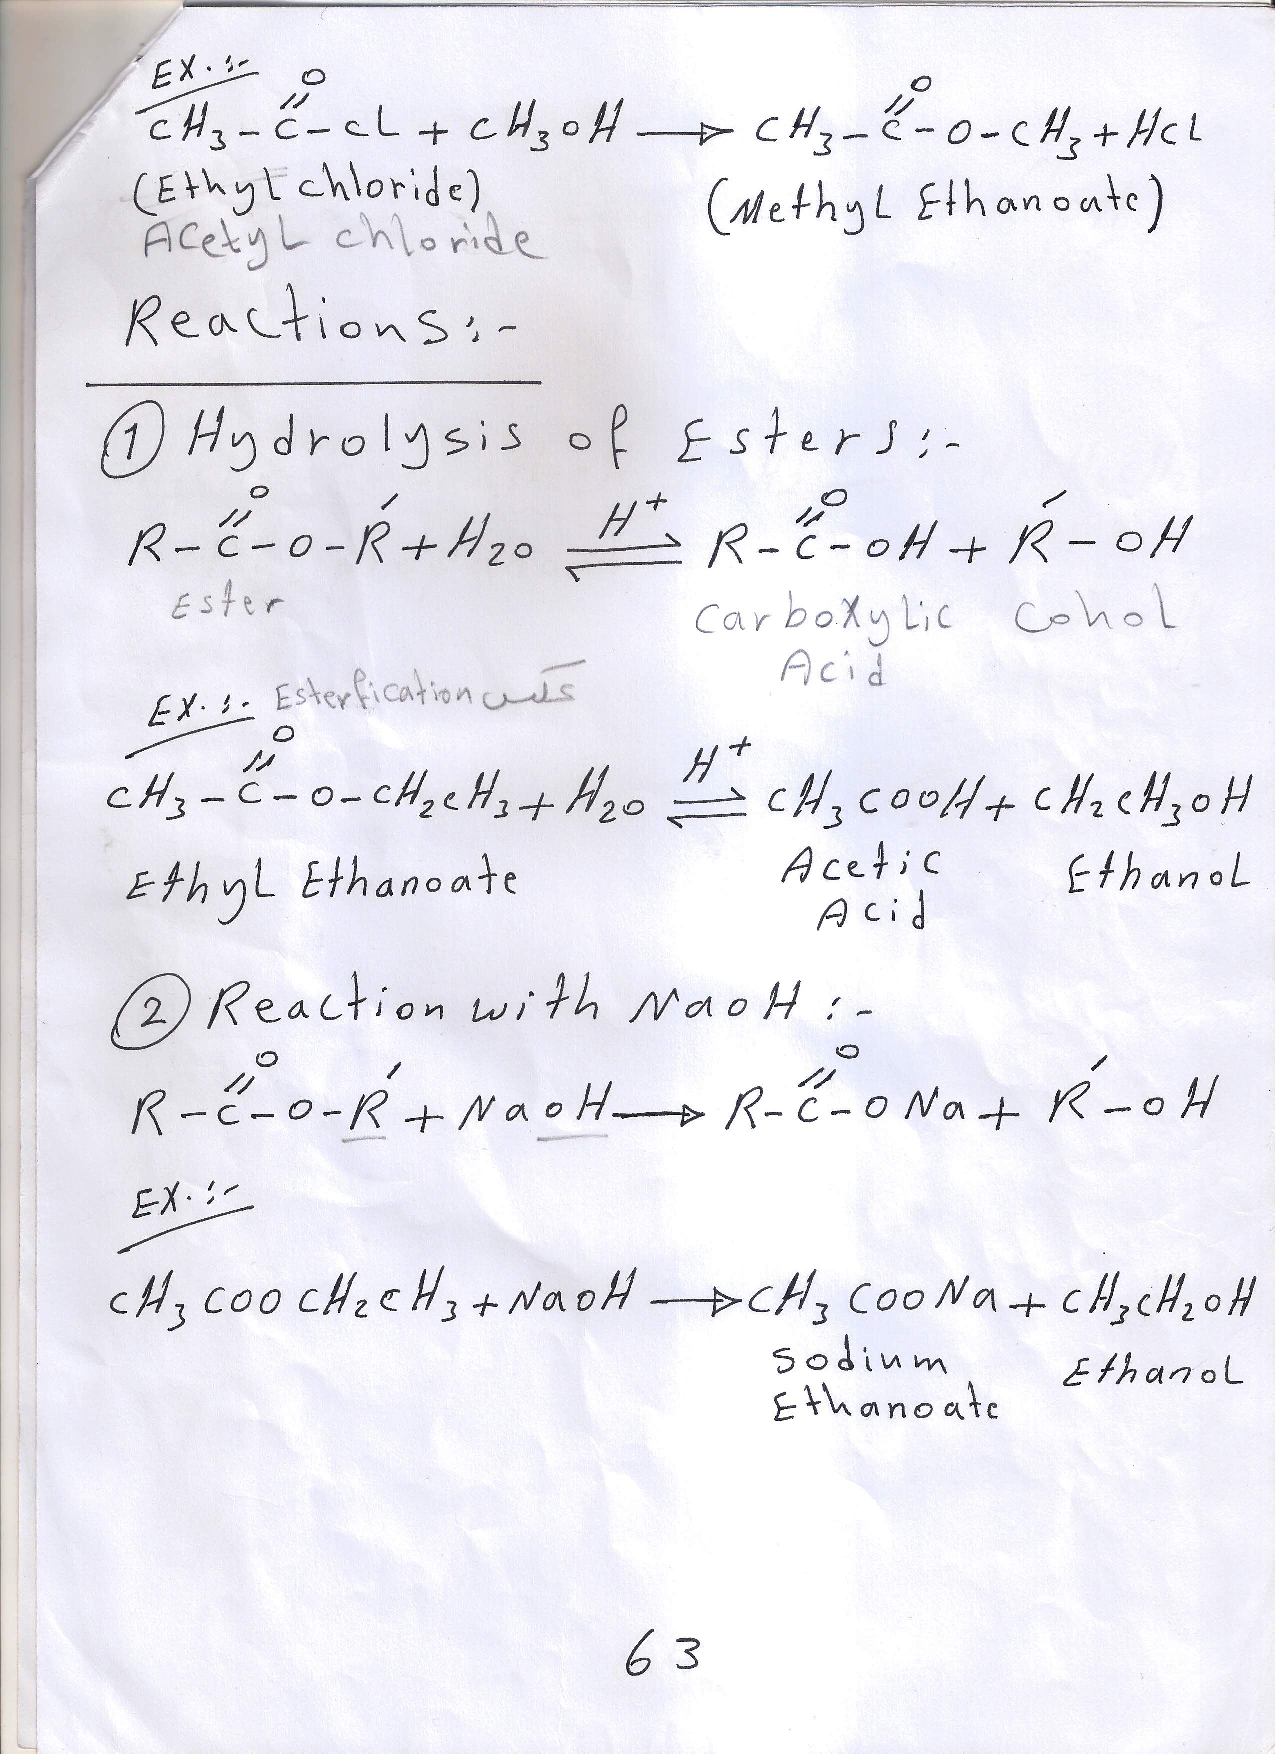 EX.:-
O
CH3-C-CL + CH3OH → CH3-C-O-CH3 + HCL
(Ethyl chloride) (Methyl Ethanoate)
Acetyl chloride
Reactions:-
① Hydrolysis of Esters:-
R-C-O-R' + H2O ⇌ R-C-OH + R'-OH
O H+ O
Ester Carboxylic cohol
Acid
EX.:- Esterfication عكس
O H+
CH3-C-O-CH2CH3 + H2O ⇌ CH3COOH + CH2CH3OH
Ethyl Ethanoate Acetic Ethanol
Acid
② Reaction with NaOH:-
O O
R-C-O-R' + NaOH → R-C-ONa + R'-OH
EX.:-
CH3COOCH2CH3 + NaOH → CH3COONa + CH3CH2OH
Sodium Ethanol
Ethanoate
63